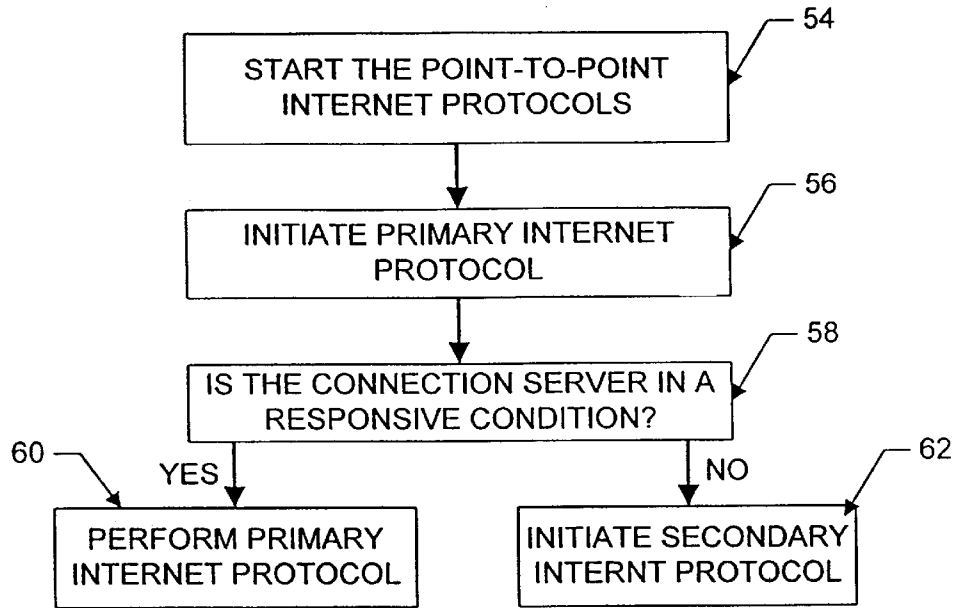 54
START THE POINT-TO-POINT
INTERNET PROTOCOLS
56
INITIATE PRIMARY INTERNET
PROTOCOL
58
IS THE CONNECTION SERVER IN A
RESPONSIVE CONDITION?
60
YES
NO
62
PERFORM PRIMARY
INTERNET PROTOCOL
INITIATE SECONDARY
INTERNT PROTOCOL